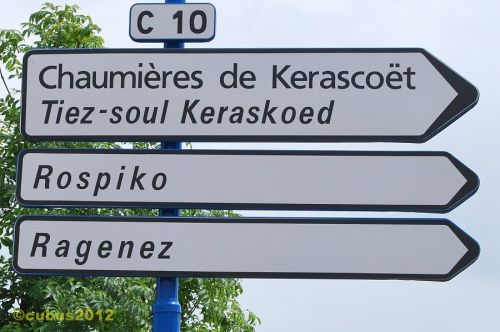 C 10
Chaumières de Kerascoët
Tiez-soul Keraskoed
Rospiko
Ragenez
©cubus2012